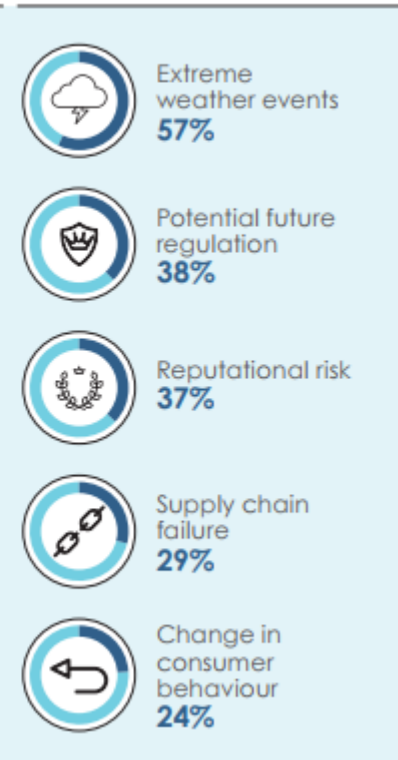 Extreme
weather events
57%
Potential future
regulation
38%
Reputational risk
37%
Supply chain
failure
29%
Change in
consumer
behaviour
24%